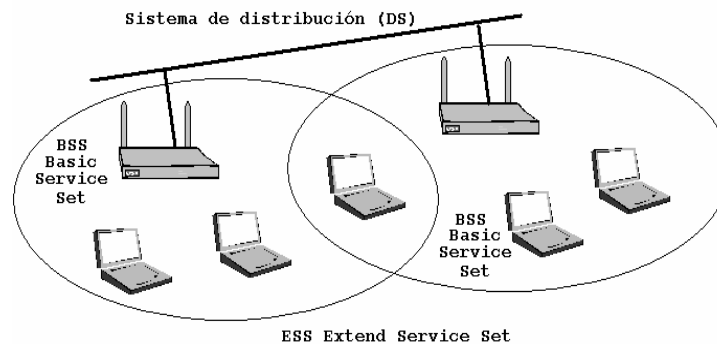 Sistema de distribución (DS)
BSS
Basic
Service
Set
BSS
Basic
Service
Set
ESS Extend Service Set